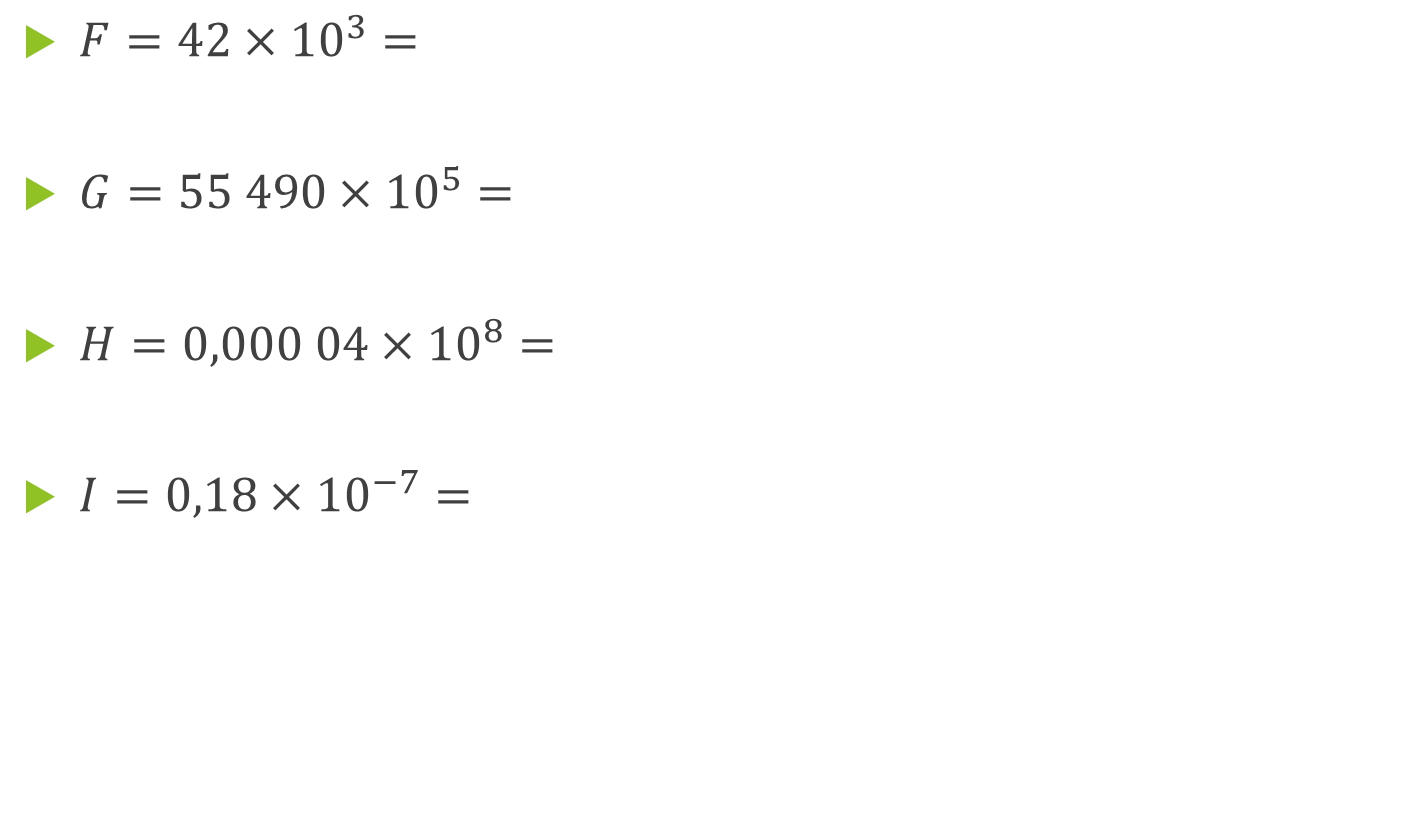 F = 42 × 10³ =
G = 55 490 × 10⁵ =
H = 0,000 04 × 10⁸ =
I = 0,18 × 10⁻⁷ =